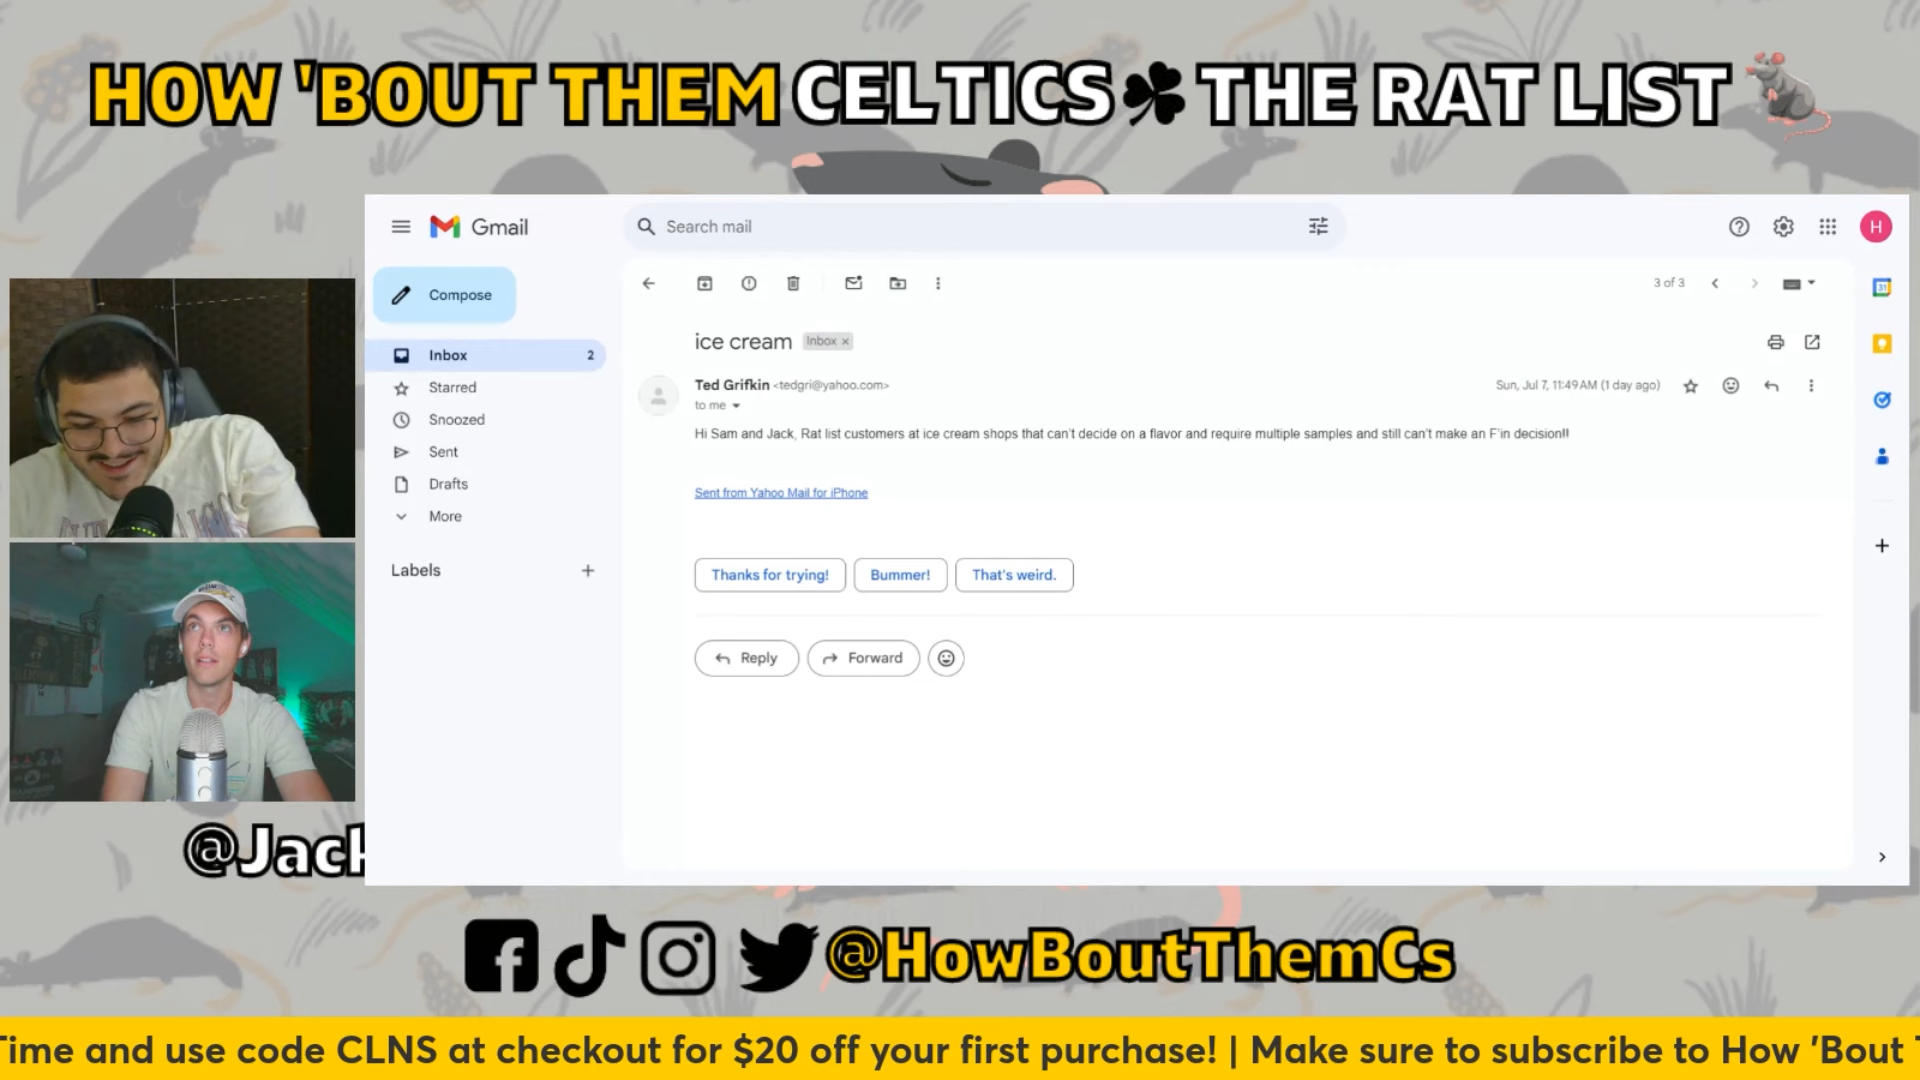 HOW 'BOUT THEM CELTICS THE RAT LIST
Gmail
Search mail
H
Compose
3 of 3
31
ice cream Inbox x
Inbox 2
Ted Grifkin <tedgri@yahoo.com>
Sun, Jul 7, 11:49 AM (1 day ago)
Starred
to me
Snoozed
Hi Sam and Jack, Rat list customers at ice cream shops that can't decide on a flavor and require multiple samples and still can't make an F'in decision!!
Sent
Drafts
Sent from Yahoo Mail for iPhone
More
Labels
Thanks for trying!
Bummer!
That's weird.
Reply
Forward
@Jack
@HowBoutThemCs
Time and use code CLNS at checkout for $20 off your first purchase! | Make sure to subscribe to How 'Bout T